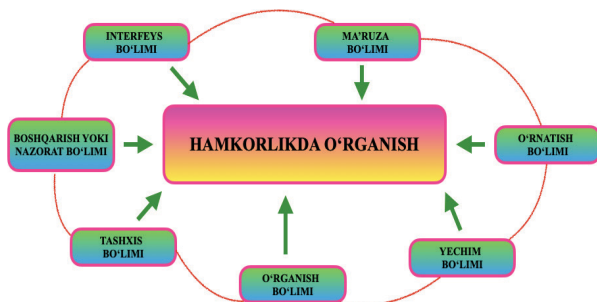 INTERFEYS
BO‘LIMI
MA’RUZA
BO‘LIMI
BOSHQARISH YOKI
NAZORAT BO‘LIMI
HAMKORLIKDA O‘RGANISH
O‘RNATISH
BO‘LIMI
TASHXIS
BO‘LIMI
YECHIM
BO‘LIMI
O‘RGANISH
BO‘LIMI